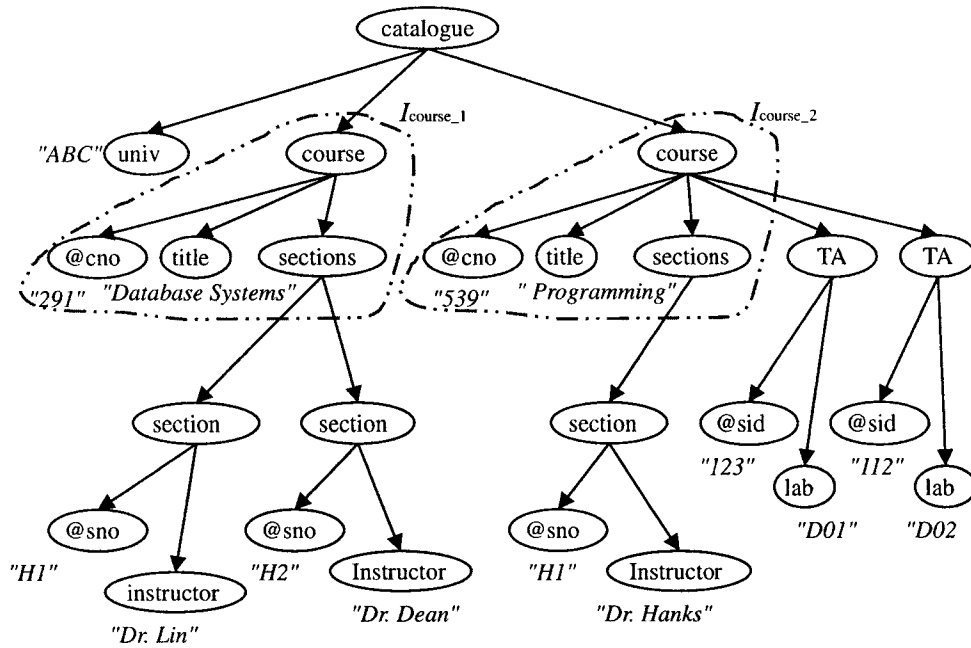 catalogue
I course_1
I course_2
"ABC" univ
course
course
@cno
title
sections
@cno
title
sections
TA
TA
"291"
"Database Systems"
"539"
" Programming"
section
section
section
@sid
@sid
"123"
"112"
lab
lab
@sno
@sno
@sno
"D01"
"D02
"H1"
"H2"
"H1"
instructor
Instructor
Instructor
"Dr. Lin"
"Dr. Dean"
"Dr. Hanks"